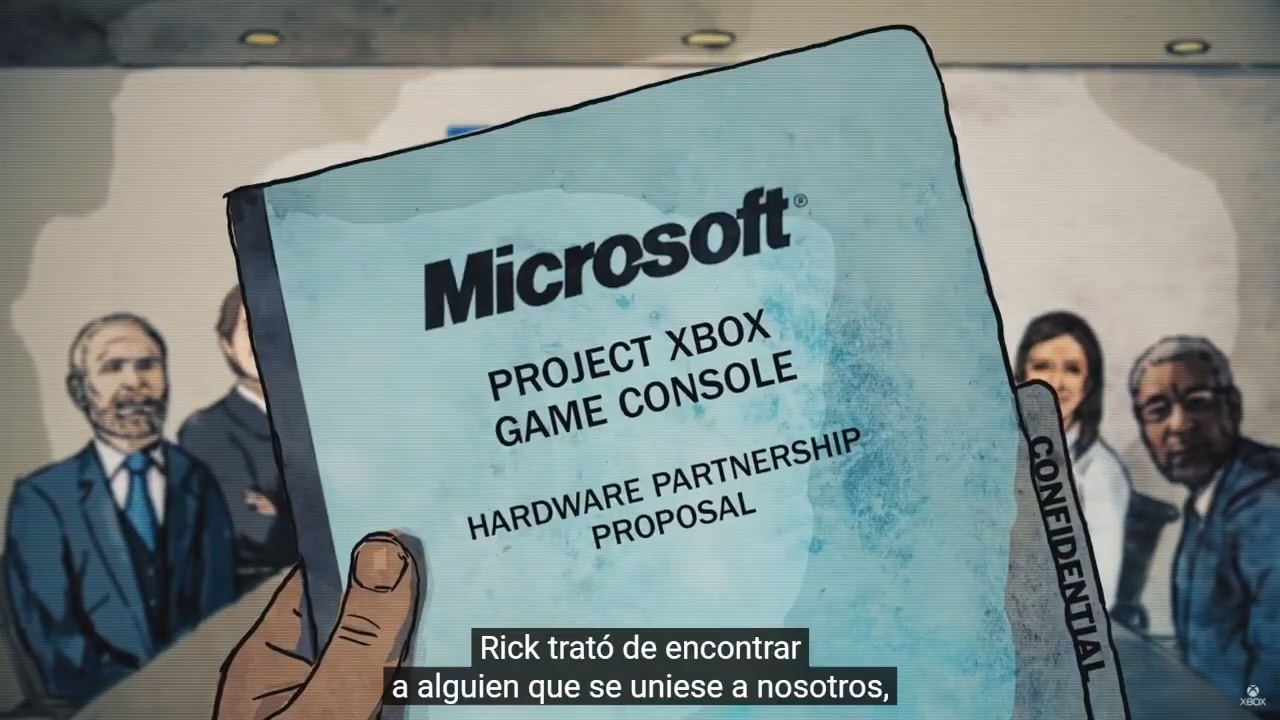 Microsoft®
PROJECT XBOX
GAME CONSOLE
HARDWARE PARTNERSHIP
PROPOSAL
CONFIDENTIAL
Rick trató de encontrar
a alguien que se uniese a nosotros,
XBOX